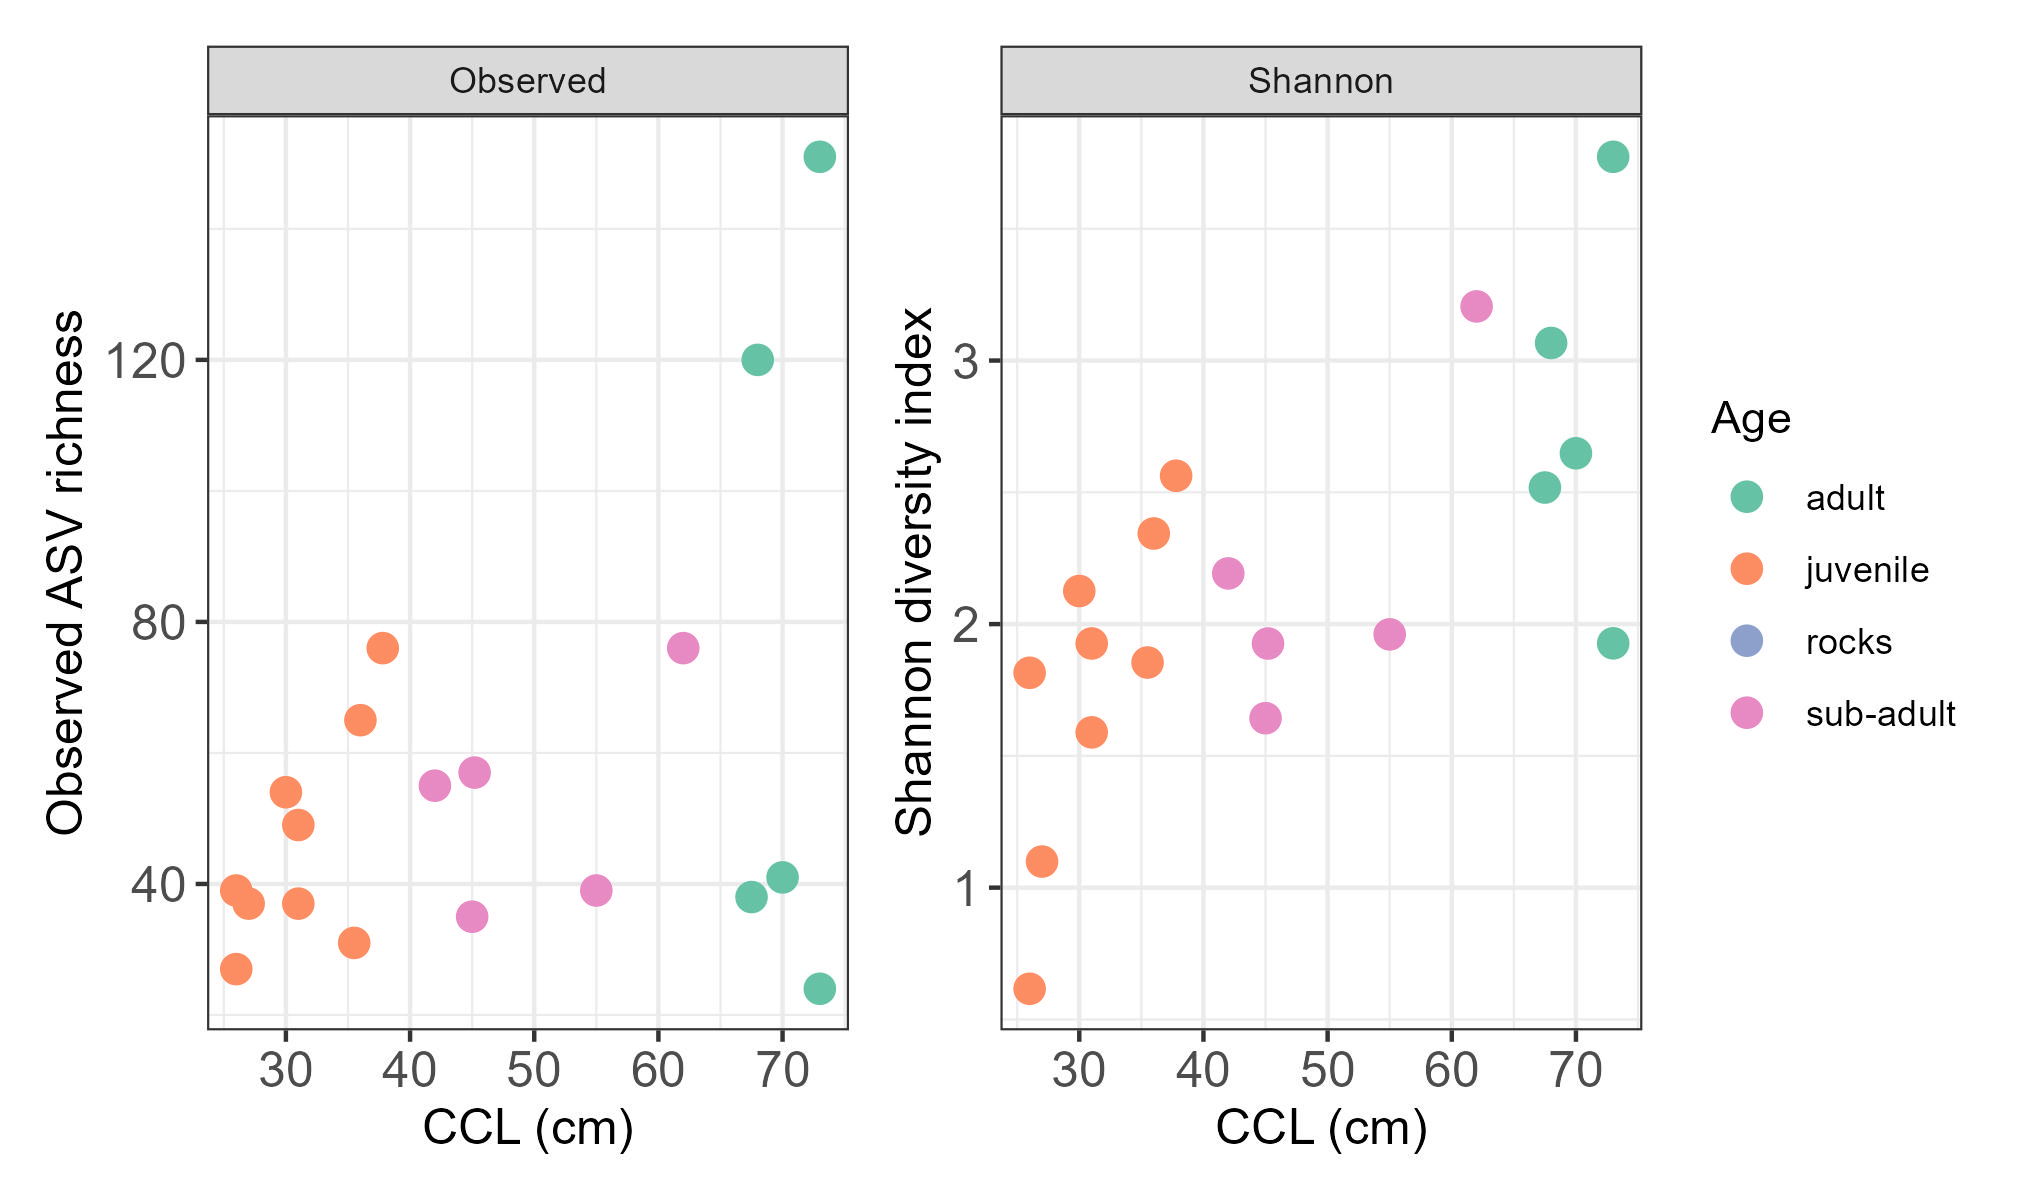 Observed
Shannon
Observed ASV richness
120
80
40
30 40 50 60 70
CCL (cm)
Shannon diversity index
3
2
1
30 40 50 60 70
CCL (cm)
Age
adult
juvenile
rocks
sub-adult